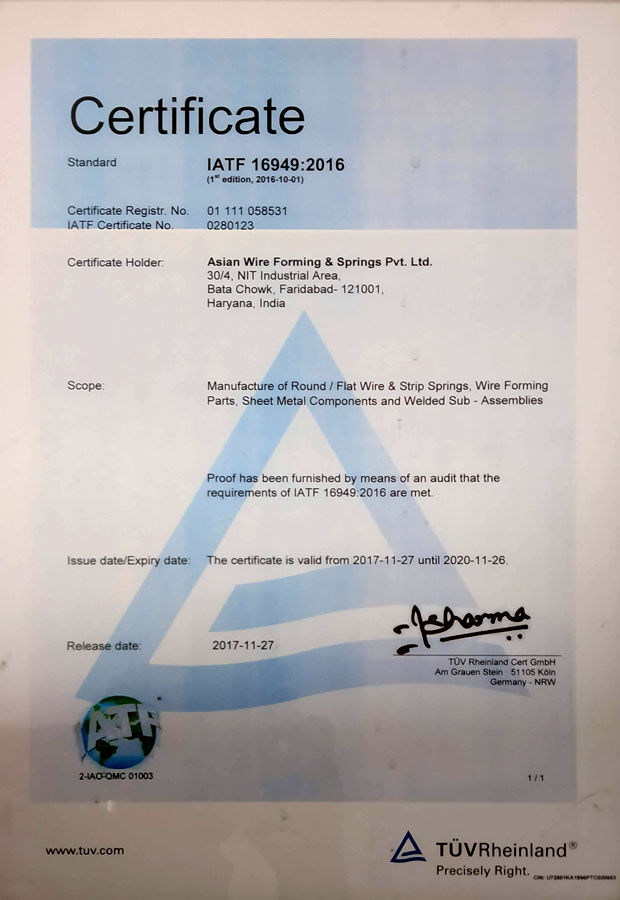 Certificate
Standard IATF 16949:2016
(1st edition, 2016-10-01)
Certificate Registr. No. 01 111 058531
IATF Certificate No. 0280123
Certificate Holder: Asian Wire Forming & Springs Pvt. Ltd.
30/4, NIT Industrial Area,
Bata Chowk, Faridabad- 121001,
Haryana, India
Scope: Manufacture of Round / Flat Wire & Strip Springs, Wire Forming
Parts, Sheet Metal Components and Welded Sub - Assemblies
Proof has been furnished by means of an audit that the
requirements of IATF 16949:2016 are met.
Issue date/Expiry date: The certificate is valid from 2017-11-27 until 2020-11-26.
Jsharma
Release date: 2017-11-27
TÜV Rheinland Cert GmbH
Am Grauen Stein · 51105 Köln
Germany - NRW
IATF
2-IAO-QMC 01003
1 / 1
www.tuv.com
TÜVRheinland®
Precisely Right.
CIN: